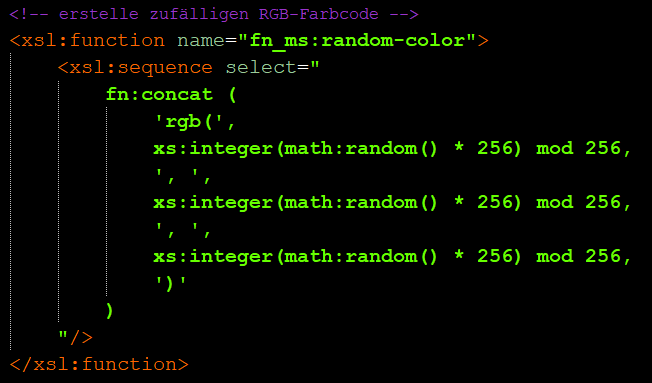 <!-- erstelle zufälligen RGB-Farbcode -->
<xsl:function name="fn_ms:random-color">
<xsl:sequence select="
fn:concat (
'rgb(',
xs:integer(math:random() * 256) mod 256,
', ',
xs:integer(math:random() * 256) mod 256,
', ',
xs:integer(math:random() * 256) mod 256,
')'
)
"/>
</xsl:function>